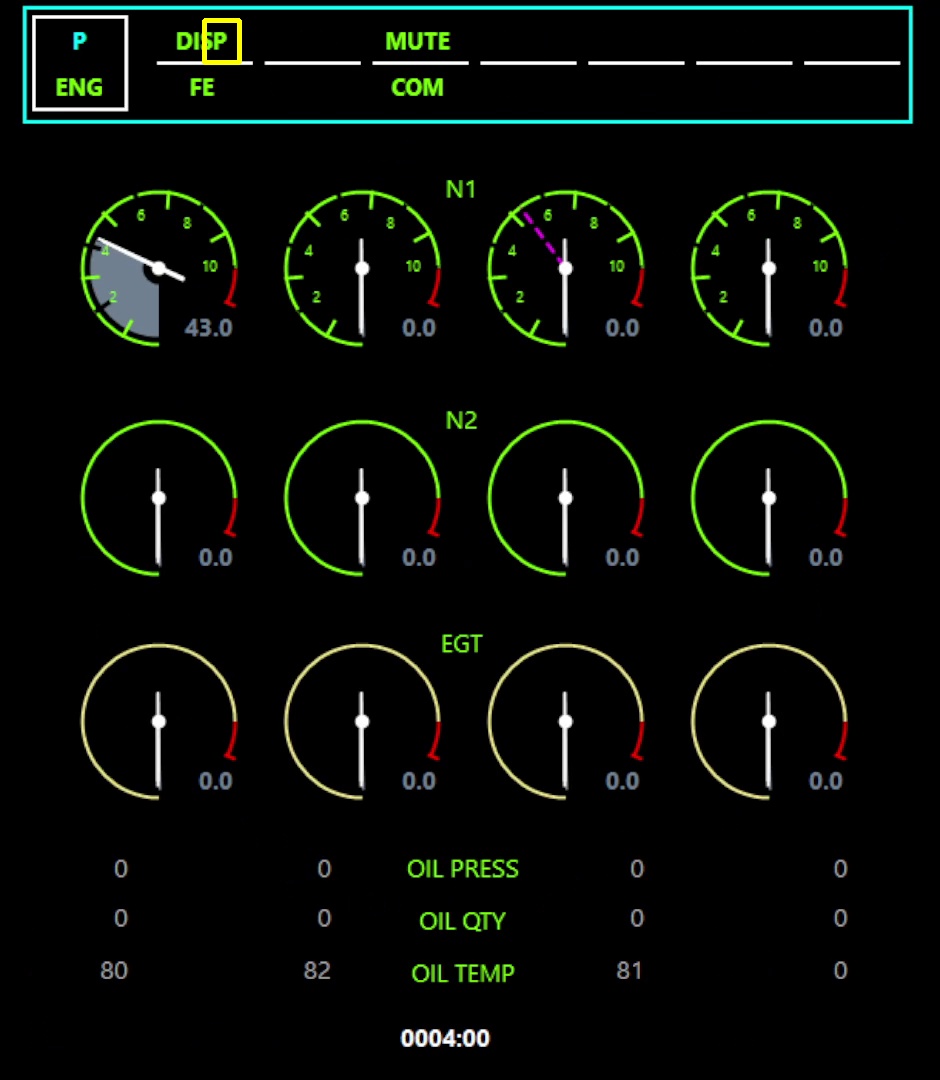 P DISP MUTE
ENG FE COM
N1
2 4 6 8 10 43.0 2 4 6 8 10 0.0 2 4 6 8 10 0.0 2 4 6 8 10 0.0
N2
0.0 0.0 0.0 0.0
EGT
0.0 0.0 0.0 0.0
0 0 OIL PRESS 0 0
0 0 OIL QTY 0 0
80 82 OIL TEMP 81 0
0004:00